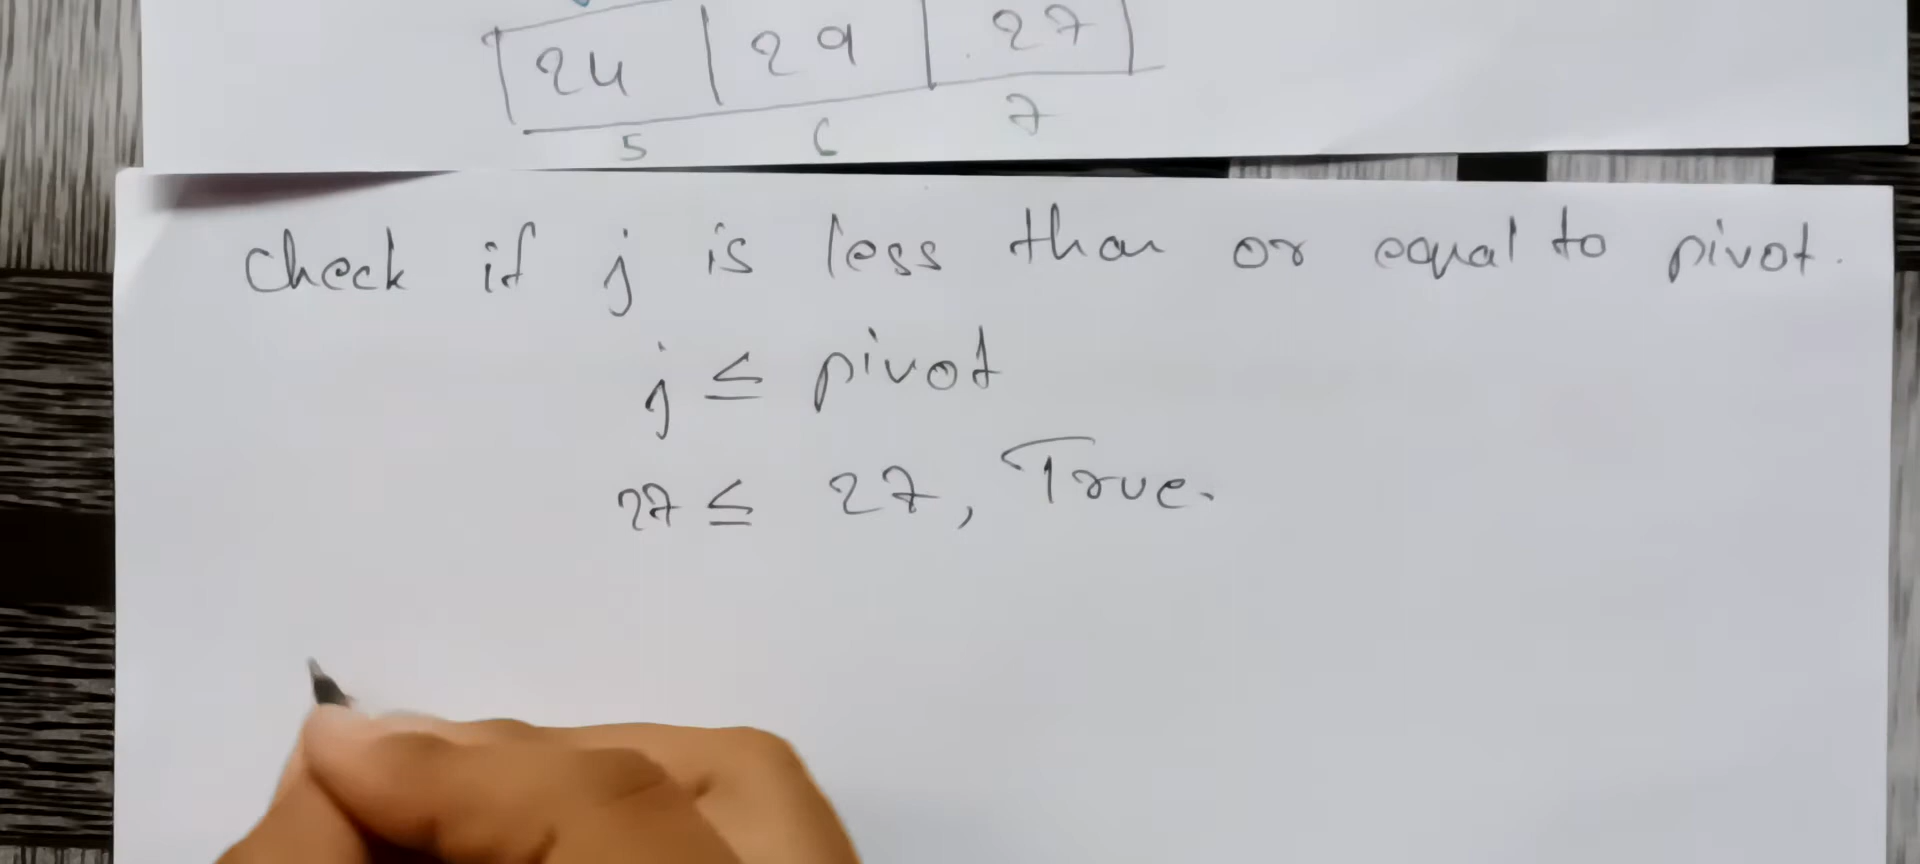 24 29 27
5 6 7
Check if j is less than or equal to pivot.
j ≤ pivot
27 ≤ 27, True.